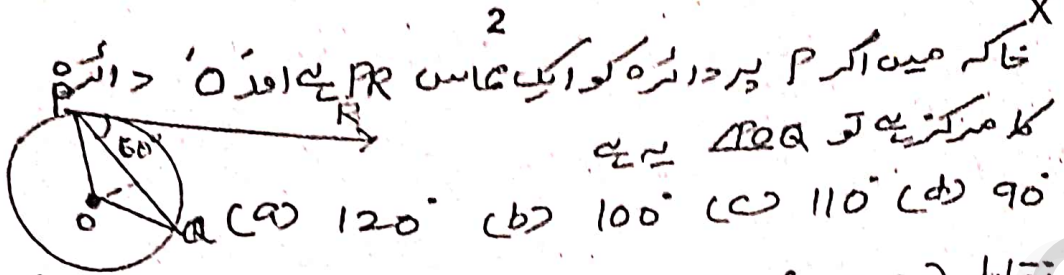 2
X
خاکہ میں اگر P پر دائرہ کو ایک مماس PR ہے اور 'O' دائرہ
کا مرکز ہے تو ∠POQ یہ ہے
P
R
O
Q
(a) 120° (b) 100° (c) 110° (d) 90°